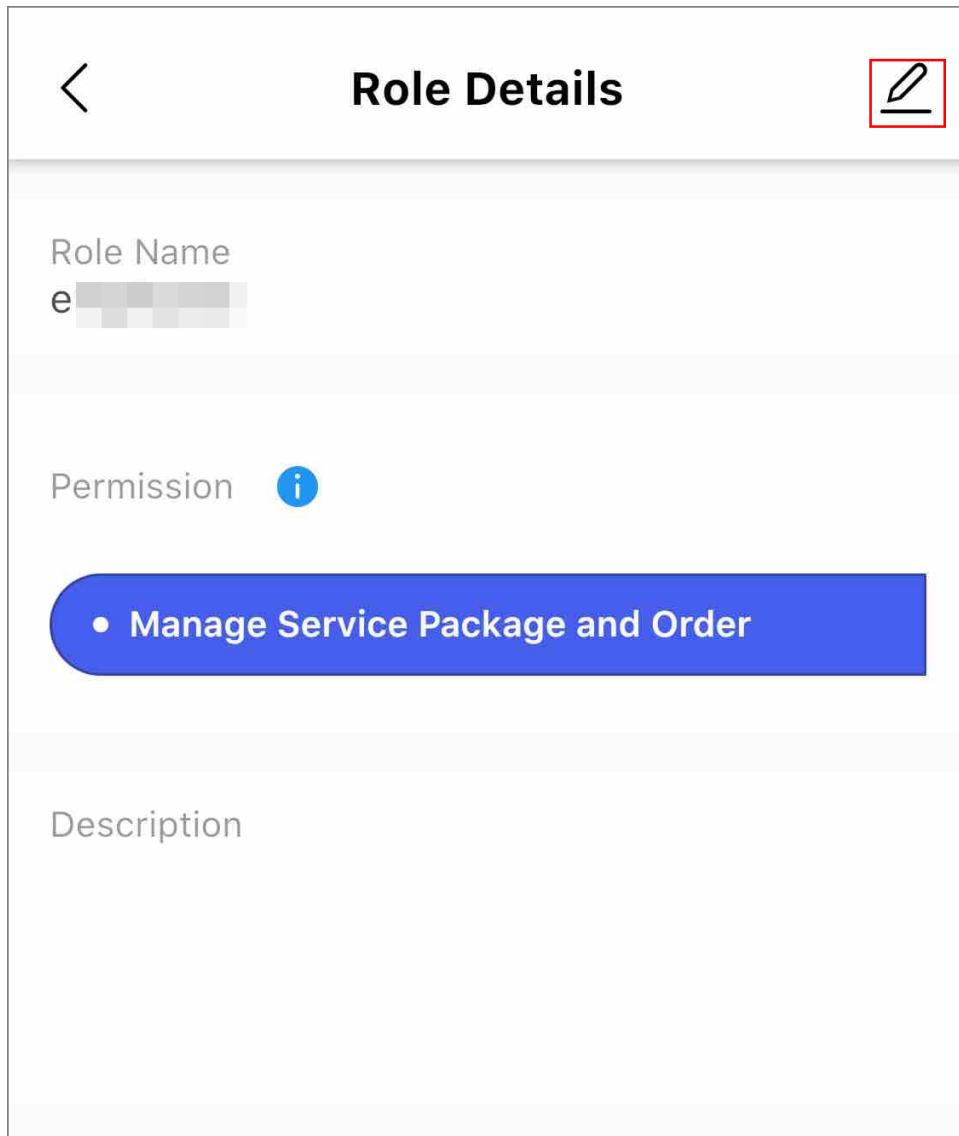 Role Details
Role Name
e
Permission
Manage Service Package and Order
Description